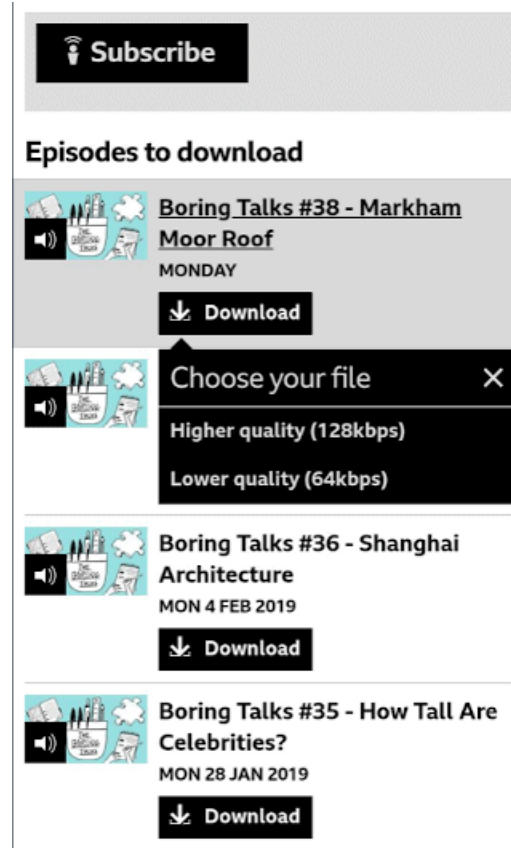 Subscribe
Episodes to download
Boring Talks #38 - Markham
Moor Roof
MONDAY
Download
Choose your file
Higher quality (128kbps)
Lower quality (64kbps)
Boring Talks #36 - Shanghai
Architecture
MON 4 FEB 2019
Download
Boring Talks #35 - How Tall Are
Celebrities?
MON 28 JAN 2019
Download